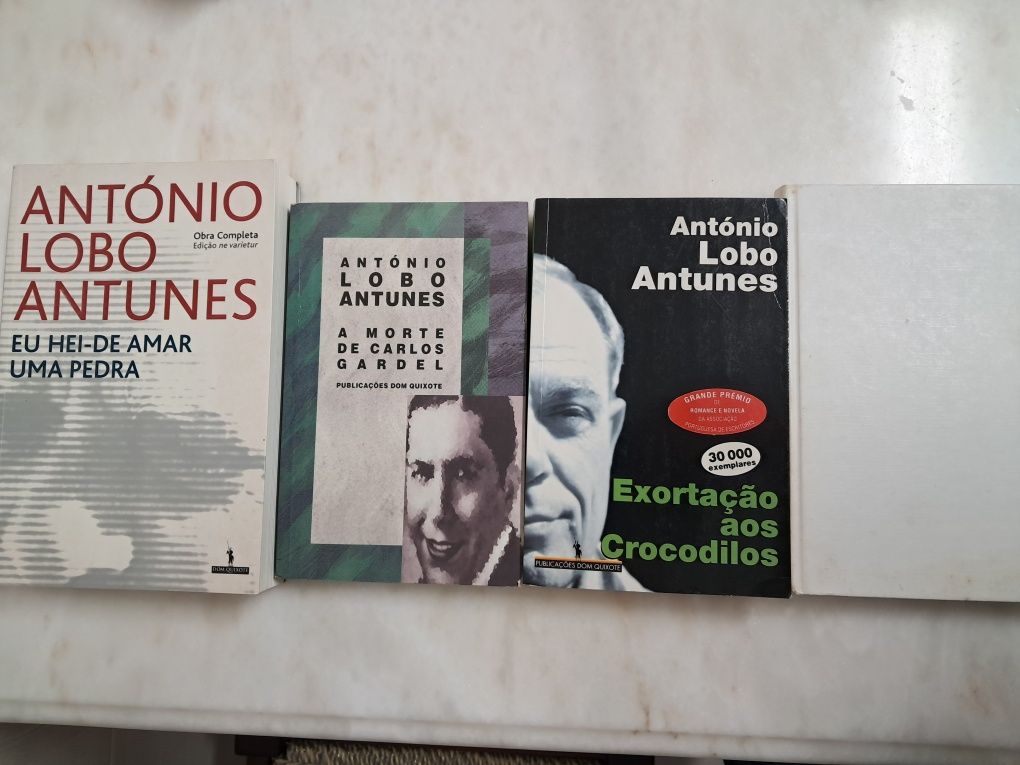 ANTÓNIO
LOBO
ANTUNES
Obra Completa
Edição ne varietur
EU HEI-DE AMAR
UMA PEDRA
DOM QUIXOTE
ANTÓNIO
LOBO
ANTUNES
A MORTE
DE CARLOS
GARDEL
PUBLICAÇÕES DOM QUIXOTE
António
Lobo
Antunes
GRANDE PRÉMIO
DE
ROMANCE E NOVELA
DA ASSOCIAÇÃO
PORTUGUESA DE ESCRITORES
30 000
exemplares
Exortação
aos
Crocodilos
PUBLICAÇÕES DOM QUIXOTE